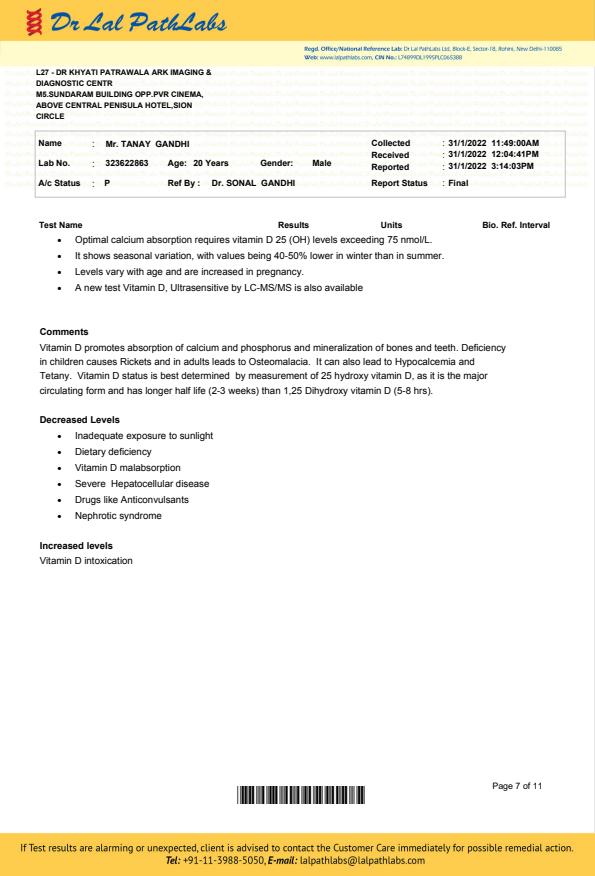 Dr Lal PathLabs
Regd. Office/National Reference Lab: Dr Lal PathLabs Ltd, Block-E, Sector-18, Rohini, New Delhi-110085
Web: www.lalpathlabs.com, CIN No.: L74899DL1995PLC065388
L27 - DR KHYATI PATRAWALA ARK IMAGING &
DIAGNOSTIC CENTR
M5.SUNDARAM BUILDING OPP.PVR CINEMA,
ABOVE CENTRAL PENISULA HOTEL,SION
CIRCLE
Name : Mr. TANAY GANDHI Collected : 31/1/2022 11:49:00AM
Received : 31/1/2022 12:04:41PM
Lab No. : 323622863 Age: 20 Years Gender: Male Reported : 31/1/2022 3:14:03PM
A/c Status : P Ref By : Dr. SONAL GANDHI Report Status : Final
Test Name Results Units Bio. Ref. Interval
• Optimal calcium absorption requires vitamin D 25 (OH) levels exceeding 75 nmol/L.
• It shows seasonal variation, with values being 40-50% lower in winter than in summer.
• Levels vary with age and are increased in pregnancy.
• A new test Vitamin D, Ultrasensitive by LC-MS/MS is also available
Comments
Vitamin D promotes absorption of calcium and phosphorus and mineralization of bones and teeth. Deficiency
in children causes Rickets and in adults leads to Osteomalacia. It can also lead to Hypocalcemia and
Tetany. Vitamin D status is best determined by measurement of 25 hydroxy vitamin D, as it is the major
circulating form and has longer half life (2-3 weeks) than 1,25 Dihydroxy vitamin D (5-8 hrs).
Decreased Levels
• Inadequate exposure to sunlight
• Dietary deficiency
• Vitamin D malabsorption
• Severe Hepatocellular disease
• Drugs like Anticonvulsants
• Nephrotic syndrome
Increased levels
Vitamin D intoxication
Page 7 of 11
If Test results are alarming or unexpected, client is advised to contact the Customer Care immediately for possible remedial action.
Tel: +91-11-3988-5050, E-mail: lalpathlabs@lalpathlabs.com